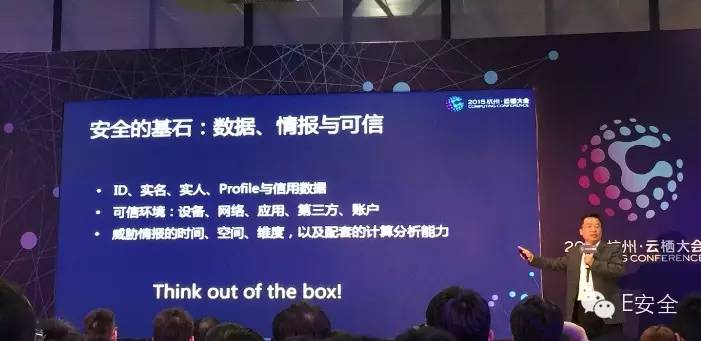 2015 杭州·云栖大会
COMPUTING CONFERENCE
安全的基石：数据、情报与可信
• ID、实名、实人、Profile与信用数据
• 可信环境：设备、网络、应用、第三方、账户
• 威胁情报的时间、空间、维度，以及配套的计算分析能力
Think out of the box!
杭州·云栖大会
CONFERENCE
E安全